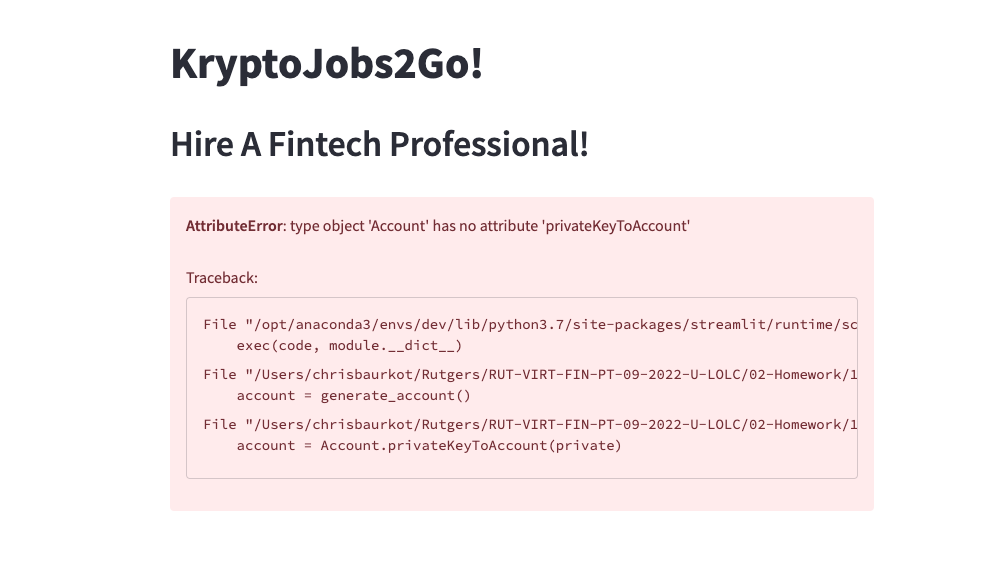 KryptoJobs2Go!
Hire A Fintech Professional!
AttributeError: type object 'Account' has no attribute 'privateKeyToAccount'
Traceback:
File "/opt/anaconda3/envs/dev/lib/python3.7/site-packages/streamlit/runtime/sc
    exec(code, module.__dict__)
File "/Users/chrisbaurkot/Rutgers/RUT-VIRT-FIN-PT-09-2022-U-LOLC/02-Homework/1
    account = generate_account()
File "/Users/chrisbaurkot/Rutgers/RUT-VIRT-FIN-PT-09-2022-U-LOLC/02-Homework/1
    account = Account.privateKeyToAccount(private)